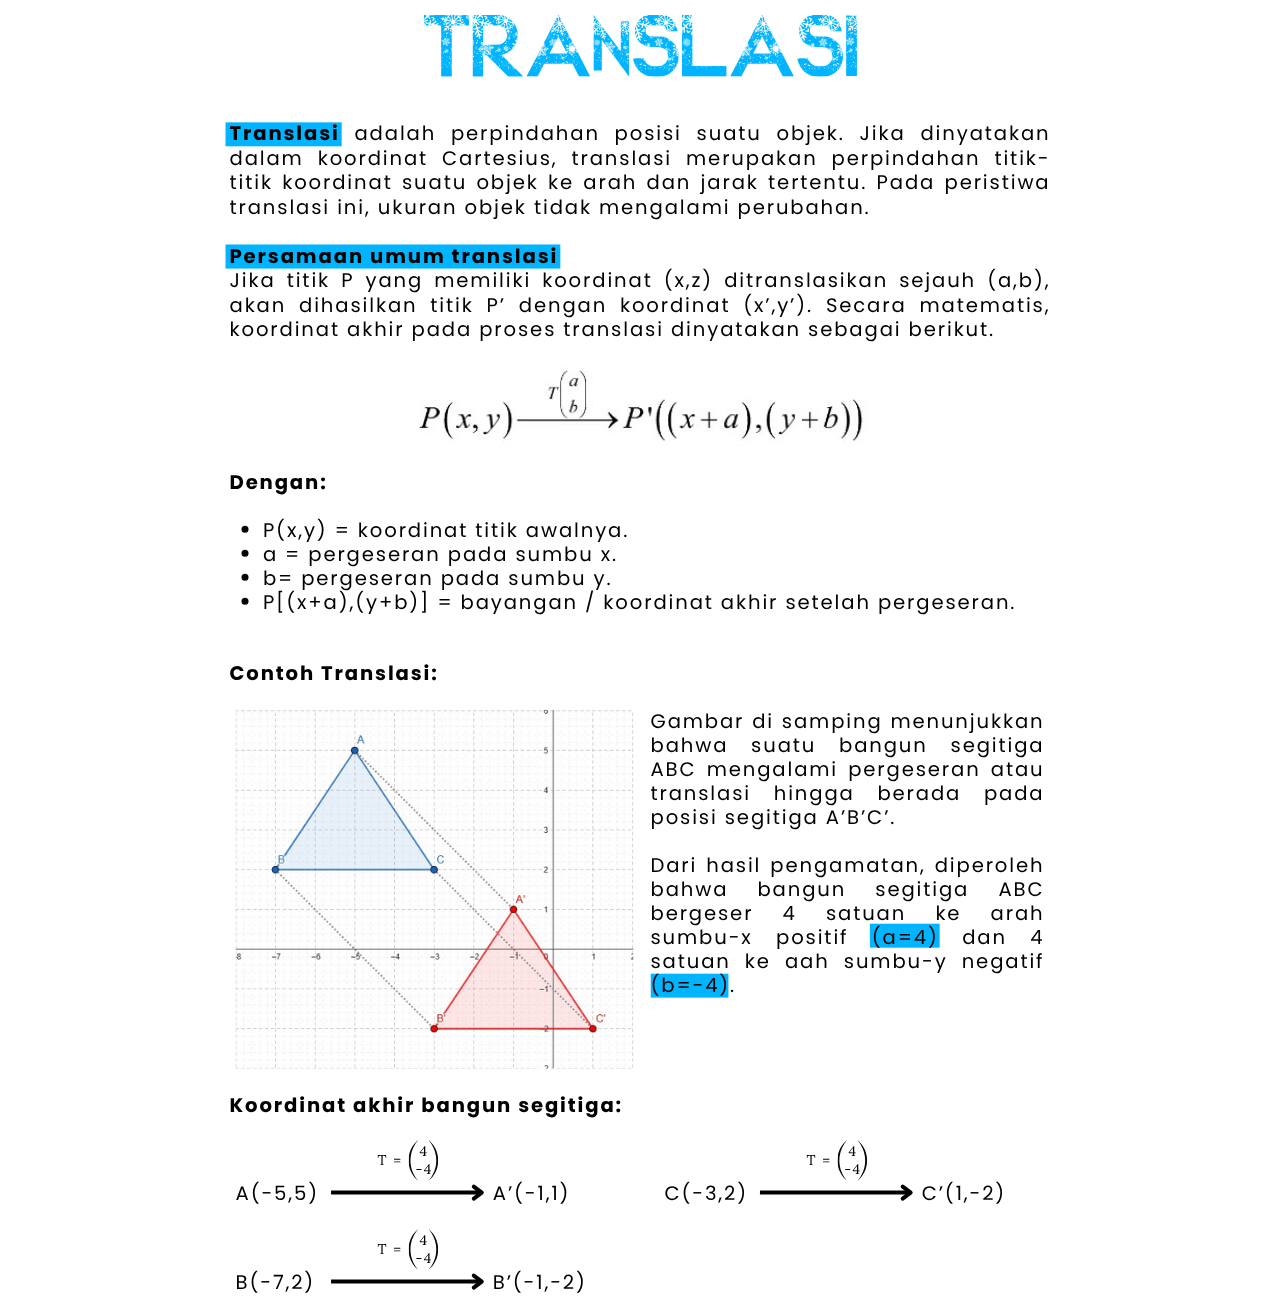 TRANSLASI
Translasi adalah perpindahan posisi suatu objek. Jika dinyatakan
dalam koordinat Cartesius, translasi merupakan perpindahan titik-
titik koordinat suatu objek ke arah dan jarak tertentu. Pada peristiwa
translasi ini, ukuran objek tidak mengalami perubahan.
Persamaan umum translasi
Jika titik P yang memiliki koordinat (x,z) ditranslasikan sejauh (a,b),
akan dihasilkan titik P’ dengan koordinat (x’,y’). Secara matematis,
koordinat akhir pada proses translasi dinyatakan sebagai berikut.
T(a b)
P(x, y) → P'((x+a),(y+b))
Dengan:
• P(x,y) = koordinat titik awalnya.
• a = pergeseran pada sumbu x.
• b= pergeseran pada sumbu y.
• P[(x+a),(y+b)] = bayangan / koordinat akhir setelah pergeseran.
Contoh Translasi:
6
A
5
4
3
B C
2
A'
1
8 -7 -6 -5 -4 -3 -2 -1 0 1
-1
B' C'
-2
Gambar di samping menunjukkan
bahwa suatu bangun segitiga
ABC mengalami pergeseran atau
translasi hingga berada pada
posisi segitiga A’B’C’.
Dari hasil pengamatan, diperoleh
bahwa bangun segitiga ABC
bergeser 4 satuan ke arah
sumbu-x positif (a=4) dan 4
satuan ke aah sumbu-y negatif
(b=-4).
Koordinat akhir bangun segitiga:
T = (4 -4)
A(-5,5) → A’(-1,1)
T = (4 -4)
C(-3,2) → C’(1,-2)
T = (4 -4)
B(-7,2) → B’(-1,-2)